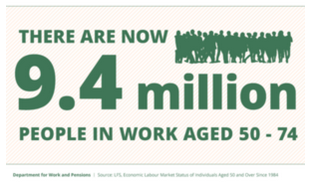 THERE ARE NOW
9.4 million
PEOPLE IN WORK AGED 50 - 74
Department for Work and Pensions | Source: LFS, Economic Labour Market Status of Individuals Aged 50 and Over Since 1984